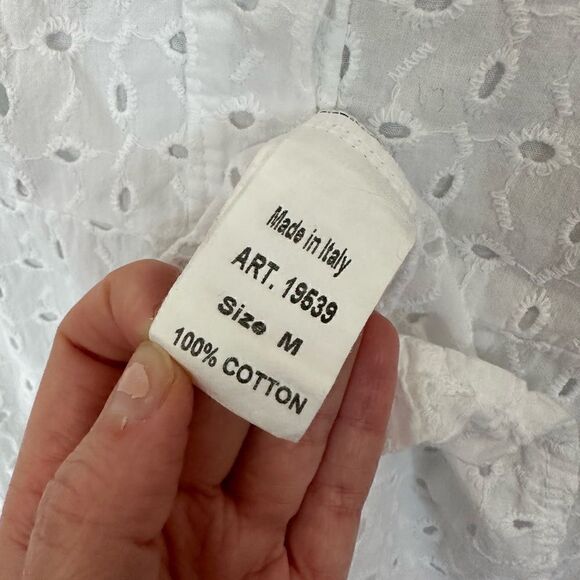 Made in Italy
ART. 19539
Size M
100% COTTON